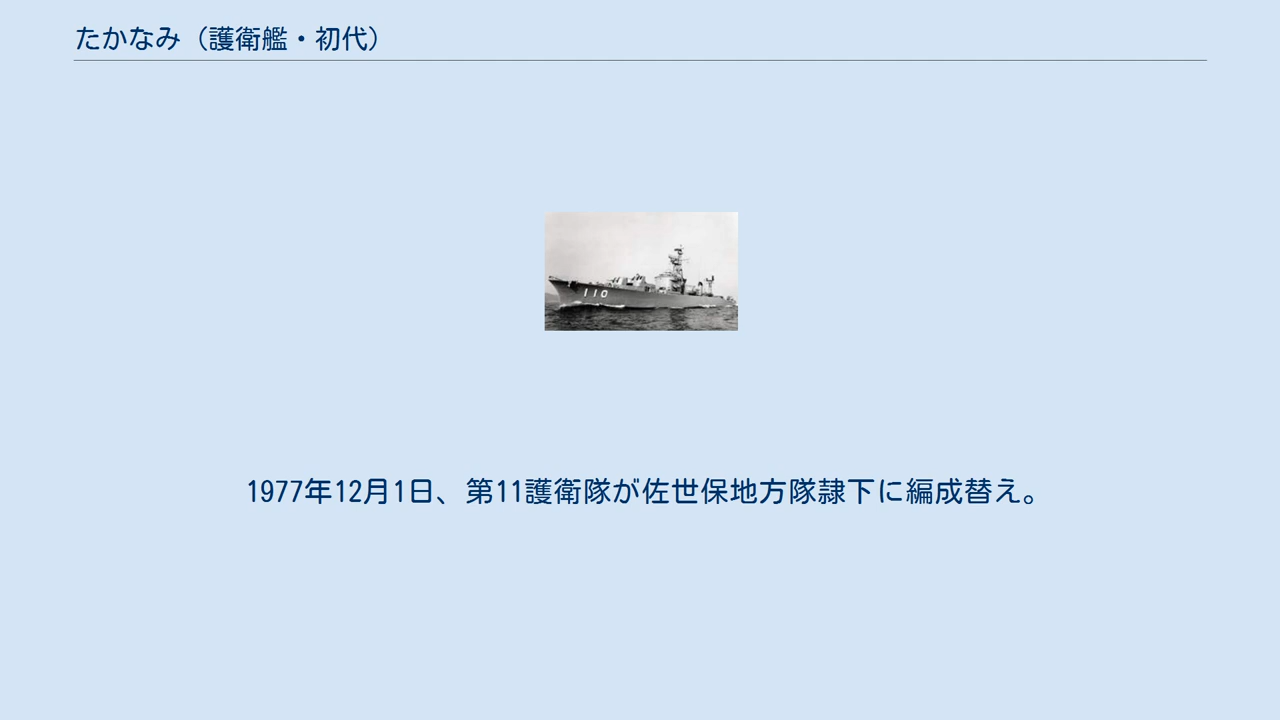 たかなみ（護衛艦・初代）
110
1977年12月1日、第11護衛隊が佐世保地方隊隷下に編成替え。